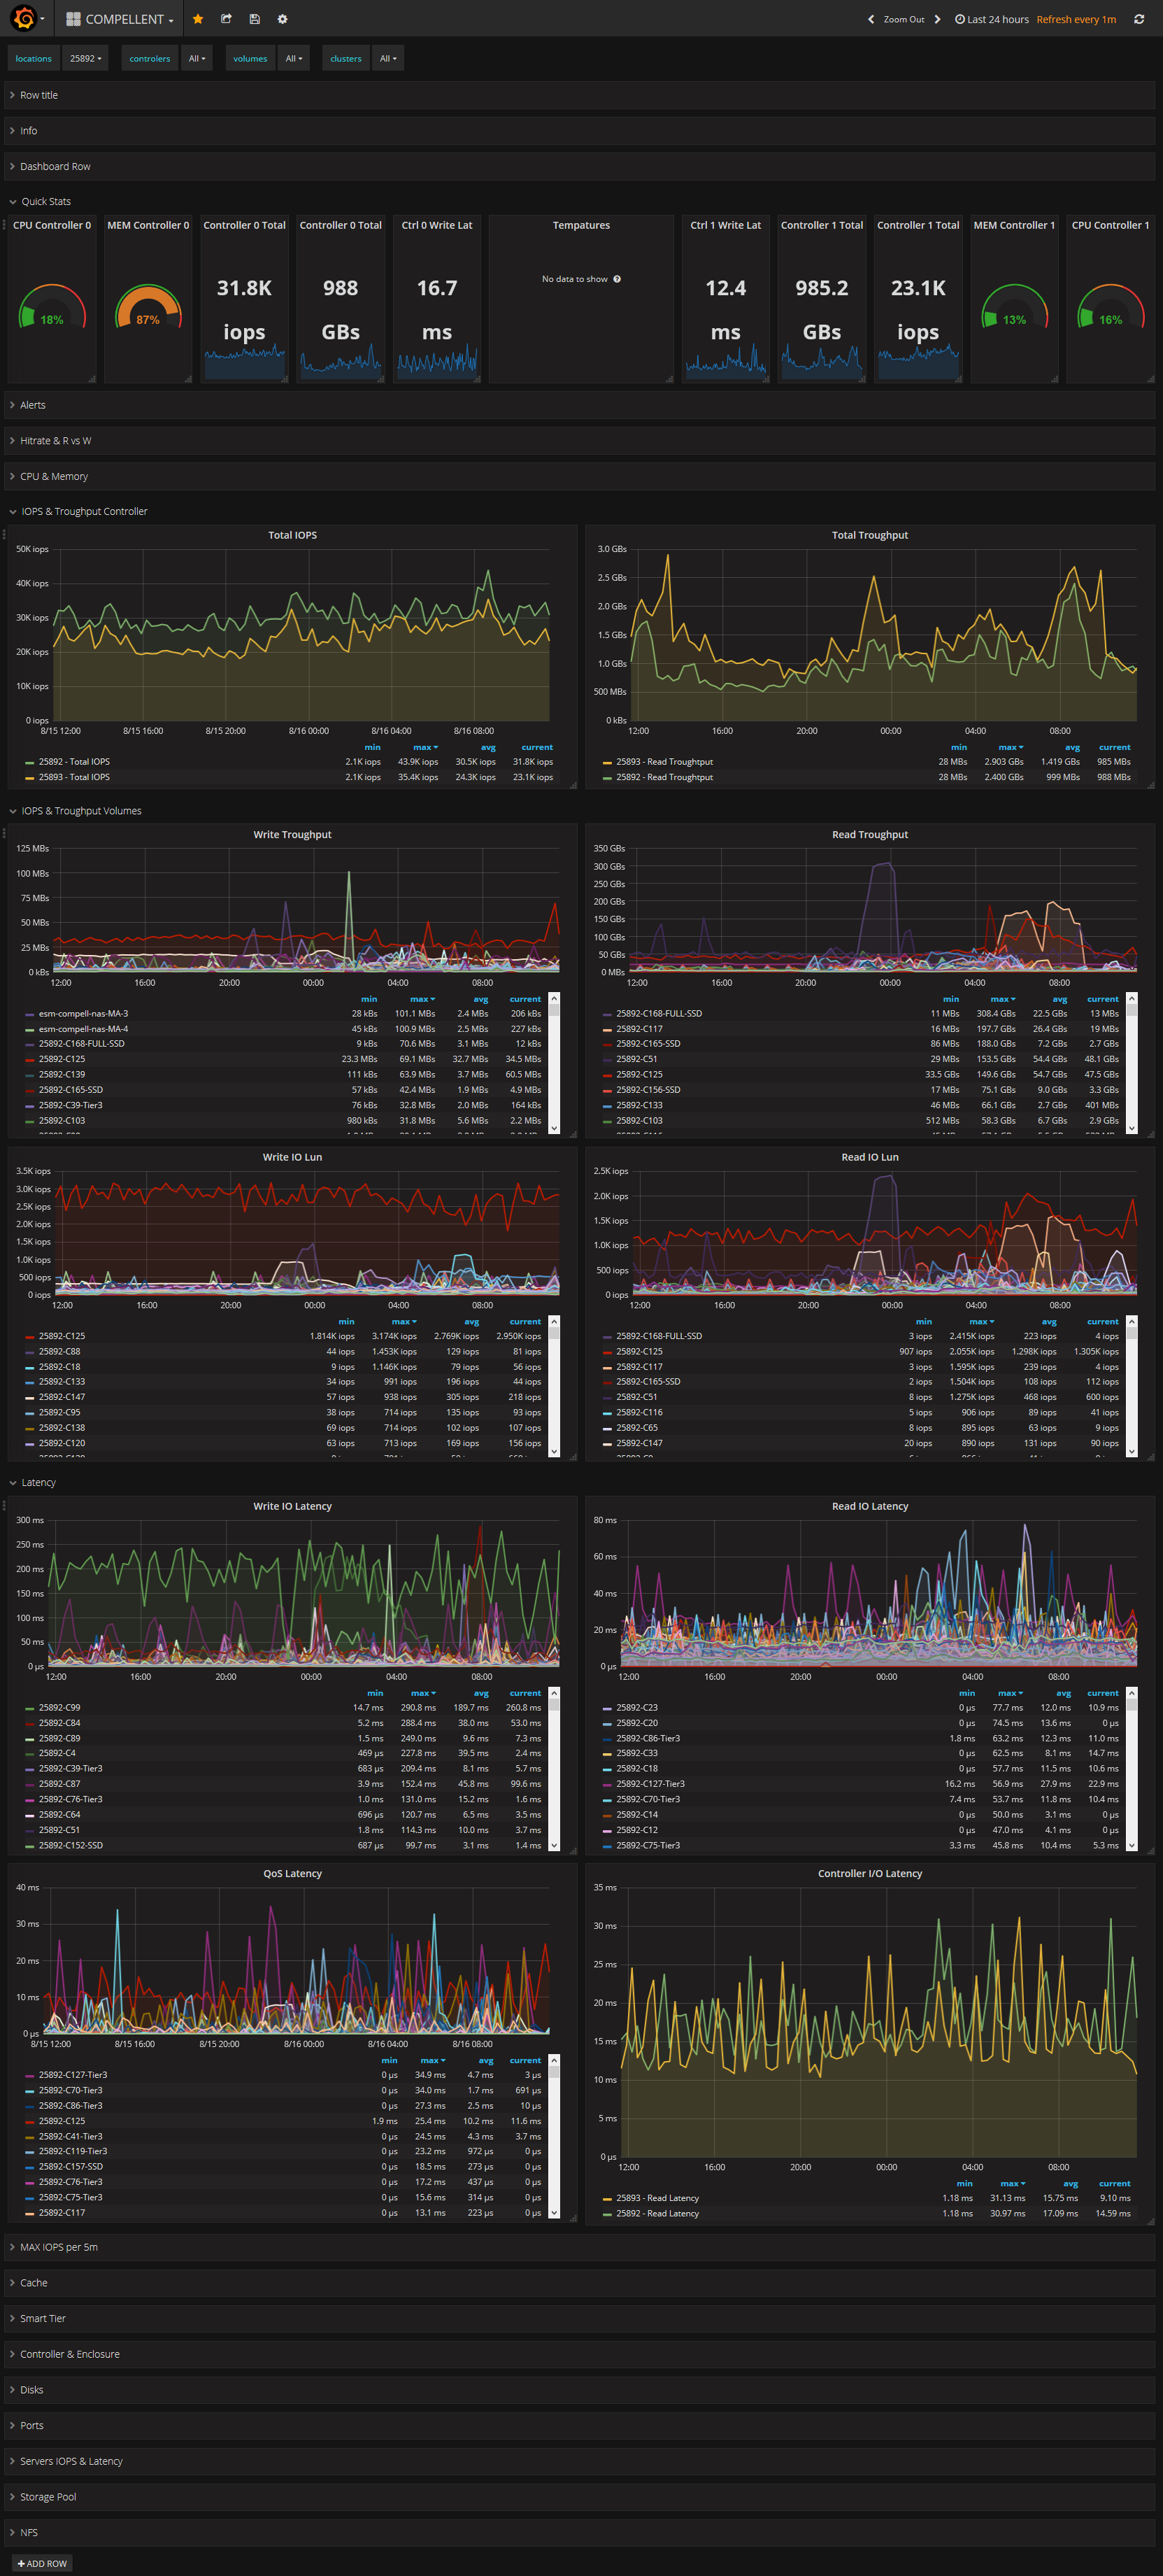 COMPELLENT
Zoom Out
Last 24 hours
Refresh every 1m
locations 25892 controlers All volumes All clusters All
Row title
Info
Dashboard Row
Quick Stats
CPU Controller 0
MEM Controller 0
Controller 0 Total
Controller 0 Total
Ctrl 0 Write Lat
Tempatures
Ctrl 1 Write Lat
Controller 1 Total
Controller 1 Total
MEM Controller 1
CPU Controller 1
18%
87%
31.8K iops
988 GBs
16.7 ms
No data to show
12.4 ms
985.2 GBs
23.1K iops
13%
16%
Alerts
Hitrate & R vs W
CPU & Memory
IOPS & Troughput Controller
Total IOPS
50K iops
40K iops
30K iops
20K iops
10K iops
0 iops
8/15 12:00 8/15 16:00 8/15 20:00 8/16 00:00 8/16 04:00 8/16 08:00
min max avg current
25892 - Total IOPS 2.1K iops 43.9K iops 30.5K iops 31.8K iops
25893 - Total IOPS 2.1K iops 35.4K iops 24.3K iops 23.1K iops
Total Troughput
3.0 GBs
2.5 GBs
2.0 GBs
1.5 GBs
1.0 GBs
500 MBs
0 kBs
12:00 16:00 20:00 00:00 04:00 08:00
min max avg current
25893 - Read Troughtput 28 MBs 2.903 GBs 1.419 GBs 985 MBs
25892 - Read Troughtput 28 MBs 2.400 GBs 999 MBs 988 MBs
IOPS & Troughput Volumes
Write Troughput
125 MBs
100 MBs
75 MBs
50 MBs
25 MBs
0 kBs
12:00 16:00 20:00 00:00 04:00 08:00
min max avg current
esm-compell-nas-MA-3 28 kBs 101.1 MBs 2.4 MBs 206 kBs
esm-compell-nas-MA-4 45 kBs 100.9 MBs 2.5 MBs 227 kBs
25892-C168-FULL-SSD 9 kBs 70.6 MBs 3.1 MBs 12 kBs
25892-C125 23.3 MBs 69.1 MBs 32.7 MBs 34.5 MBs
25892-C139 111 kBs 63.9 MBs 3.7 MBs 60.5 MBs
25892-C165-SSD 57 kBs 42.4 MBs 1.9 MBs 4.9 MBs
25892-C39-Tier3 76 kBs 32.8 MBs 2.0 MBs 164 kBs
25892-C103 980 kBs 31.8 MBs 5.6 MBs 2.2 MBs
Read Troughput
350 GBs
300 GBs
250 GBs
200 GBs
150 GBs
100 GBs
50 GBs
0 MBs
12:00 16:00 20:00 00:00 04:00 08:00
min max avg current
25892-C168-FULL-SSD 11 MBs 308.4 GBs 22.5 GBs 13 MBs
25892-C117 16 MBs 197.7 GBs 26.4 GBs 19 MBs
25892-C165-SSD 86 MBs 188.0 GBs 7.2 GBs 2.7 GBs
25892-C51 29 MBs 153.5 GBs 54.4 GBs 48.1 GBs
25892-C125 33.5 GBs 149.6 GBs 54.7 GBs 47.5 GBs
25892-C156-SSD 17 MBs 75.1 GBs 9.0 GBs 3.3 GBs
25892-C133 46 MBs 66.1 GBs 2.7 GBs 401 MBs
25892-C103 512 MBs 58.3 GBs 6.7 GBs 2.9 GBs
Write IO Lun
3.5K iops
3.0K iops
2.5K iops
2.0K iops
1.5K iops
1.0K iops
500 iops
0 iops
12:00 16:00 20:00 00:00 04:00 08:00
min max avg current
25892-C125 1.814K iops 3.174K iops 2.769K iops 2.950K iops
25892-C88 44 iops 1.453K iops 129 iops 81 iops
25892-C18 9 iops 1.146K iops 79 iops 56 iops
25892-C133 34 iops 991 iops 196 iops 44 iops
25892-C147 57 iops 938 iops 305 iops 218 iops
25892-C95 38 iops 714 iops 135 iops 93 iops
25892-C138 69 iops 714 iops 102 iops 107 iops
25892-C120 63 iops 713 iops 169 iops 156 iops
Read IO Lun
2.5K iops
2.0K iops
1.5K iops
1.0K iops
500 iops
0 iops
12:00 16:00 20:00 00:00 04:00 08:00
min max avg current
25892-C168-FULL-SSD 3 iops 2.415K iops 223 iops 4 iops
25892-C125 907 iops 2.055K iops 1.298K iops 1.305K iops
25892-C117 3 iops 1.595K iops 239 iops 4 iops
25892-C165-SSD 2 iops 1.504K iops 108 iops 112 iops
25892-C51 8 iops 1.275K iops 468 iops 600 iops
25892-C116 5 iops 906 iops 89 iops 41 iops
25892-C65 8 iops 895 iops 63 iops 9 iops
25892-C147 20 iops 890 iops 131 iops 90 iops
Latency
Write IO Latency
300 ms
250 ms
200 ms
150 ms
100 ms
50 ms
0 µs
12:00 16:00 20:00 00:00 04:00 08:00
min max avg current
25892-C99 14.7 ms 290.8 ms 189.7 ms 260.8 ms
25892-C84 5.2 ms 288.4 ms 38.0 ms 53.0 ms
25892-C89 1.5 ms 249.0 ms 9.6 ms 7.3 ms
25892-C4 469 µs 227.8 ms 39.5 ms 2.4 ms
25892-C39-Tier3 683 µs 209.4 ms 8.1 ms 5.7 ms
25892-C87 3.9 ms 152.4 ms 45.8 ms 99.6 ms
25892-C76-Tier3 1.0 ms 131.0 ms 15.2 ms 1.6 ms
25892-C64 696 µs 120.7 ms 6.5 ms 3.5 ms
25892-C51 1.8 ms 114.3 ms 10.0 ms 3.7 ms
25892-C152-SSD 687 µs 99.7 ms 3.1 ms 1.4 ms
Read IO Latency
80 ms
60 ms
40 ms
20 ms
0 µs
12:00 16:00 20:00 00:00 04:00 08:00
min max avg current
25892-C23 0 µs 77.7 ms 12.0 ms 10.9 ms
25892-C20 0 µs 74.5 ms 13.6 ms 0 µs
25892-C86-Tier3 1.8 ms 63.2 ms 12.3 ms 11.0 ms
25892-C33 0 µs 62.5 ms 8.1 ms 14.7 ms
25892-C18 0 µs 57.7 ms 11.5 ms 10.6 ms
25892-C127-Tier3 16.2 ms 56.9 ms 27.9 ms 22.9 ms
25892-C70-Tier3 7.4 ms 53.7 ms 11.8 ms 10.4 ms
25892-C14 0 µs 50.0 ms 3.1 ms 0 µs
25892-C12 0 µs 47.0 ms 4.1 ms 0 µs
25892-C75-Tier3 3.3 ms 45.8 ms 10.4 ms 5.3 ms
QoS Latency
40 ms
30 ms
20 ms
10 ms
0 µs
8/15 12:00 8/15 16:00 8/15 20:00 8/16 00:00 8/16 04:00 8/16 08:00
min max avg current
25892-C127-Tier3 0 µs 34.9 ms 4.7 ms 3 µs
25892-C70-Tier3 0 µs 34.0 ms 1.7 ms 691 µs
25892-C86-Tier3 0 µs 27.3 ms 2.5 ms 10 µs
25892-C125 1.9 ms 25.4 ms 10.2 ms 11.6 ms
25892-C41-Tier3 0 µs 24.5 ms 4.3 ms 3.7 ms
25892-C119-Tier3 0 µs 23.2 ms 972 µs 0 µs
25892-C157-SSD 0 µs 18.5 ms 273 µs 0 µs
25892-C76-Tier3 0 µs 17.2 ms 437 µs 0 µs
25892-C75-Tier3 0 µs 15.6 ms 314 µs 0 µs
25892-C117 0 µs 13.1 ms 223 µs 0 µs
Controller I/O Latency
35 ms
30 ms
25 ms
20 ms
15 ms
10 ms
5 ms
0 µs
12:00 16:00 20:00 00:00 04:00 08:00
min max avg current
25893 - Read Latency 1.18 ms 31.13 ms 15.75 ms 9.10 ms
25892 - Read Latency 1.18 ms 30.97 ms 17.09 ms 14.59 ms
MAX IOPS per 5m
Cache
Smart Tier
Controller & Enclosure
Disks
Ports
Servers IOPS & Latency
Storage Pool
NFS
ADD ROW